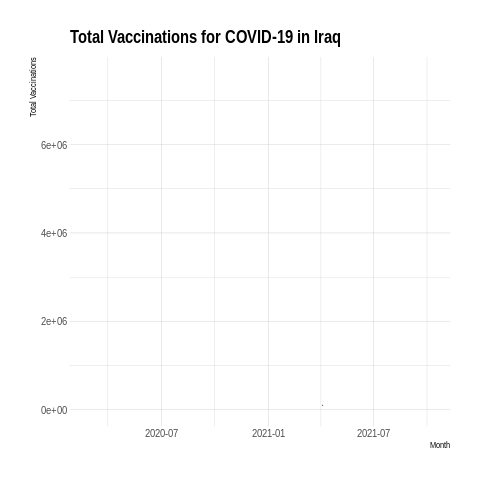 Total Vaccinations for COVID-19 in Iraq
Total Vaccinations
6e+06
4e+06
2e+06
0e+00
2020-07 2021-01 2021-07
Month